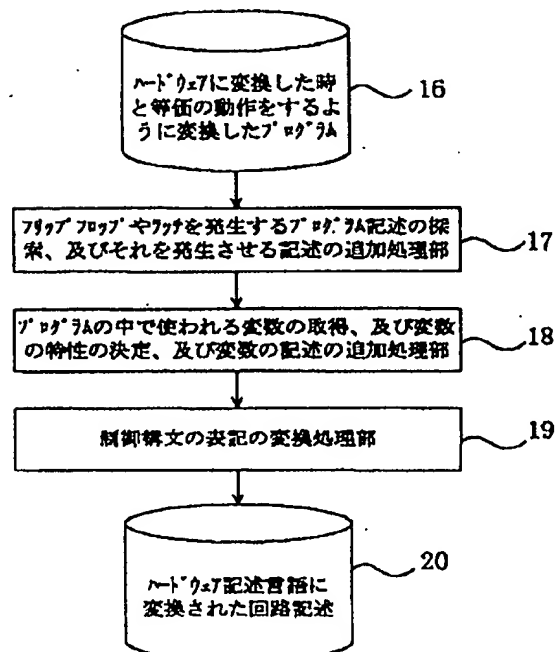 ﾊｰﾄﾞｳｪｱに変換した時
と等価の動作をするよ
うに変換したﾌﾟﾛｸﾞﾗﾑ
16
ﾌﾘｯﾌﾟﾌﾛｯﾌﾟやﾗｯﾁを発生するﾌﾟﾛｸﾞﾗﾑ記述の探
索、及びそれを発生させる記述の追加処理部
17
ﾌﾟﾛｸﾞﾗﾑの中で使われる変数の取得、及び変数
の特性の決定、及び変数の記述の追加処理部
18
制御構文の表記の変換処理部
19
ﾊｰﾄﾞｳｪｱ記述言語に
変換された回路記述
20